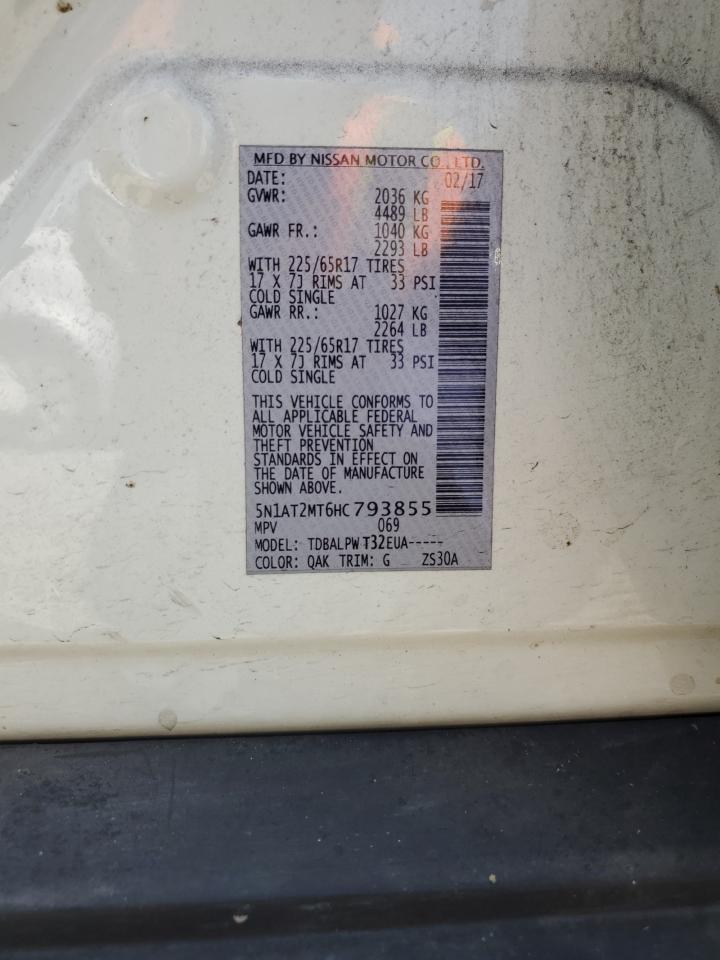 MFD BY NISSAN MOTOR CO., LTD.
DATE: 02/17
GVWR: 2036 KG
4489 LB
GAWR FR.: 1040 KG
2293 LB
WITH 225/65R17 TIRES
17 X 7J RIMS AT 33 PSI
COLD SINGLE
GAWR RR.: 1027 KG
2264 LB
WITH 225/65R17 TIRES
17 X 7J RIMS AT 33 PSI
COLD SINGLE
THIS VEHICLE CONFORMS TO
ALL APPLICABLE FEDERAL
MOTOR VEHICLE SAFETY AND
THEFT PREVENTION
STANDARDS IN EFFECT ON
THE DATE OF MANUFACTURE
SHOWN ABOVE.
5N1AT2MT6HC793855
MPV 069
MODEL: TDBALPWT32EUA-----
COLOR: QAK TRIM: G ZS30A